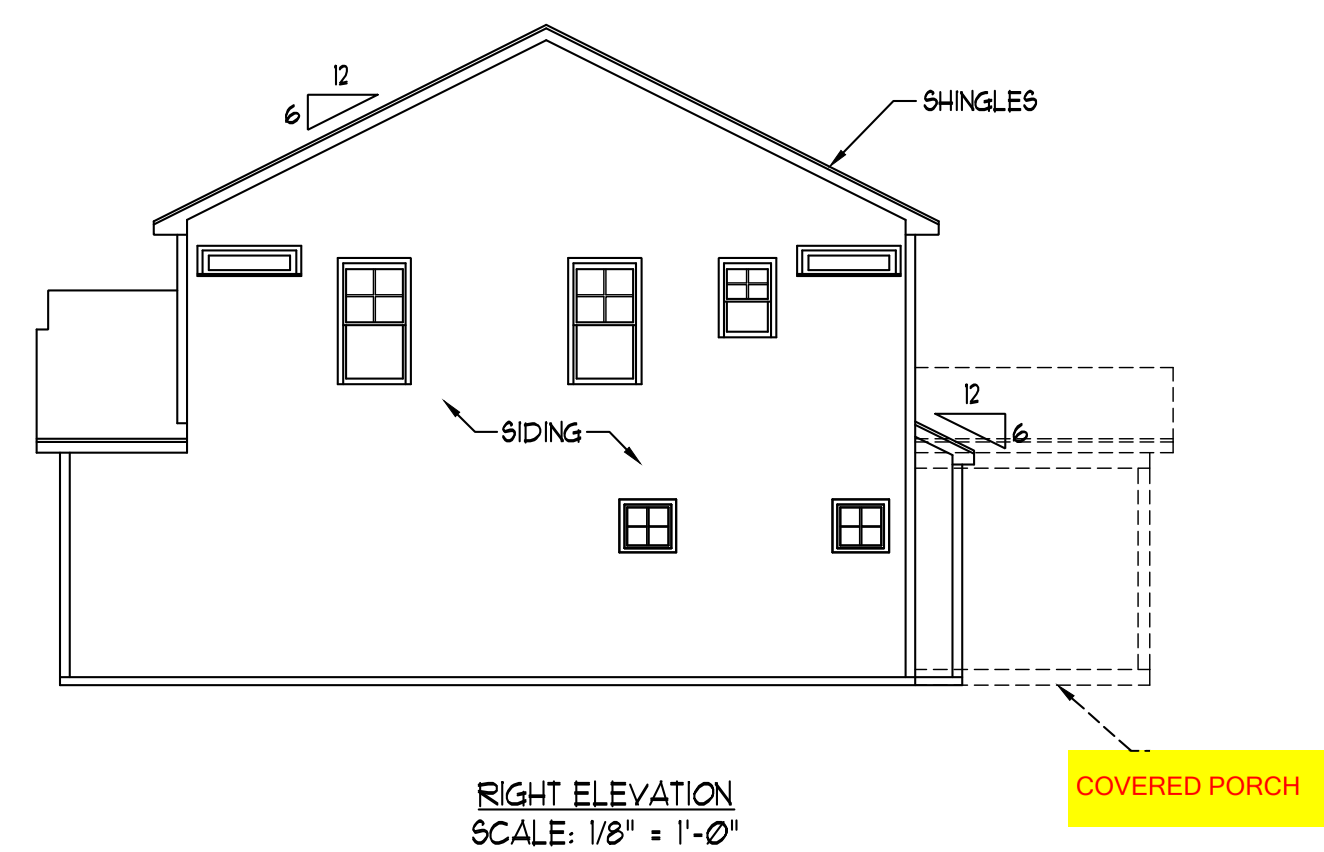 12
6
SHINGLES
12
6
SIDING
COVERED PORCH
RIGHT ELEVATION
SCALE: 1/8" = 1'-0"